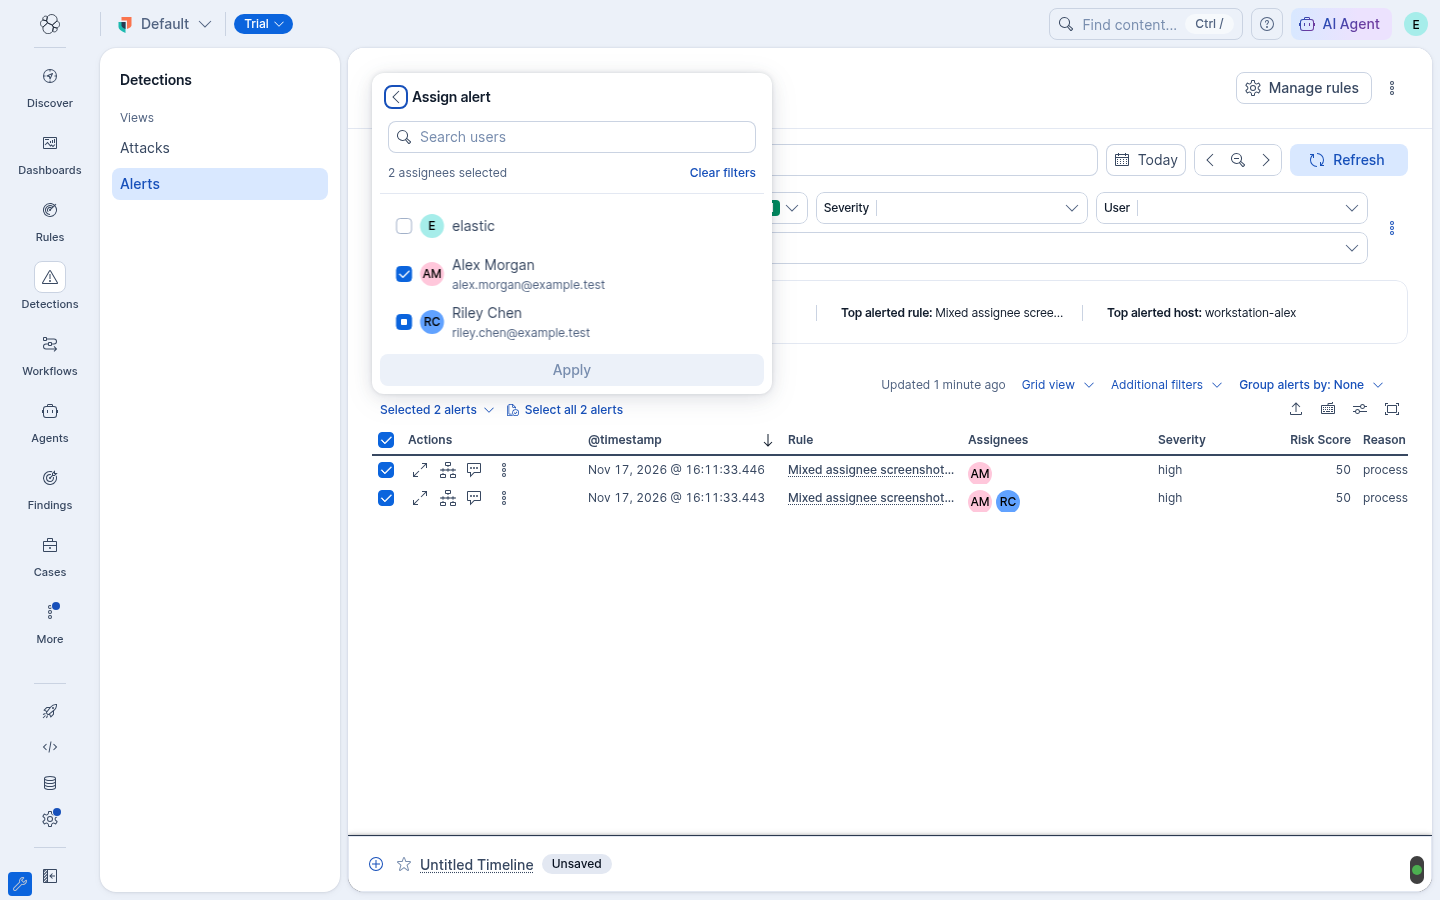 Default
Trial
Find content...
Ctrl /
AI Agent
E
Discover
Dashboards
Rules
Detections
Workflows
Agents
Findings
Cases
More
Detections
Views
Attacks
Alerts
Manage rules
Today
Refresh
Severity
User
Assign alert
Search users
2 assignees selected
Clear filters
E elastic
AM Alex Morgan
alex.morgan@example.test
RC Riley Chen
riley.chen@example.test
Apply
Top alerted rule: Mixed assignee scree...
Top alerted host: workstation-alex
Updated 1 minute ago
Grid view
Additional filters
Group alerts by: None
Selected 2 alerts
Select all 2 alerts
Actions @timestamp Rule Assignees Severity Risk Score Reason
Nov 17, 2026 @ 16:11:33.446 Mixed assignee screenshot... AM high 50 process
Nov 17, 2026 @ 16:11:33.443 Mixed assignee screenshot... AM RC high 50 process
Untitled Timeline
Unsaved